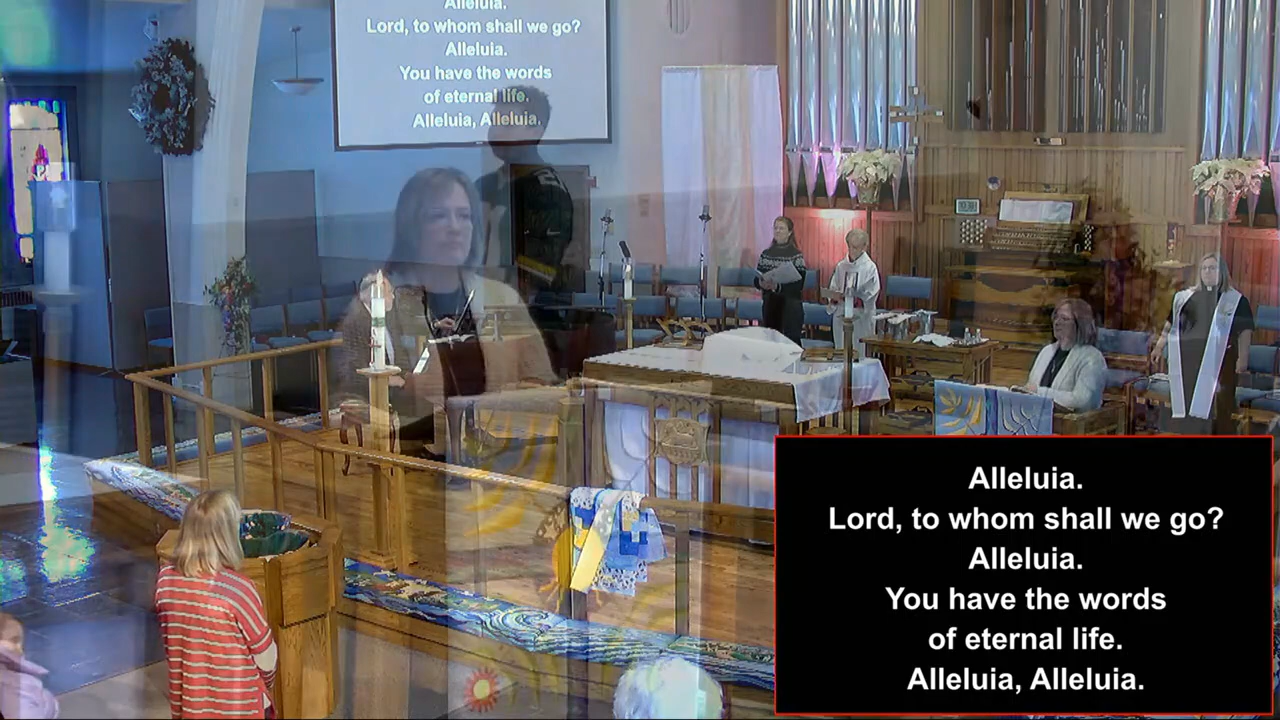 Alleluia.
Lord, to whom shall we go?
Alleluia.
You have the words
of eternal life.
Alleluia, Alleluia.
Alleluia.
Lord, to whom shall we go?
Alleluia.
You have the words
of eternal life.
Alleluia, Alleluia.